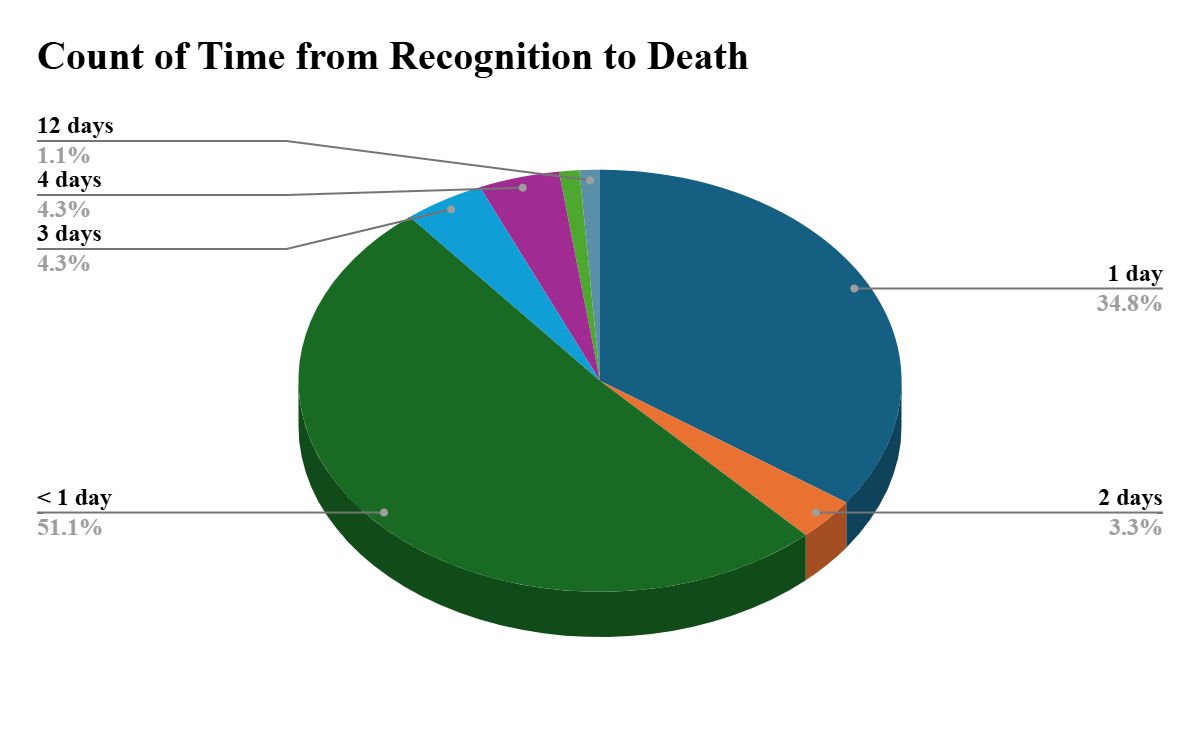 Count of Time from Recognition to Death
12 days
1.1%
4 days
4.3%
3 days
4.3%
1 day
34.8%
< 1 day
51.1%
2 days
3.3%